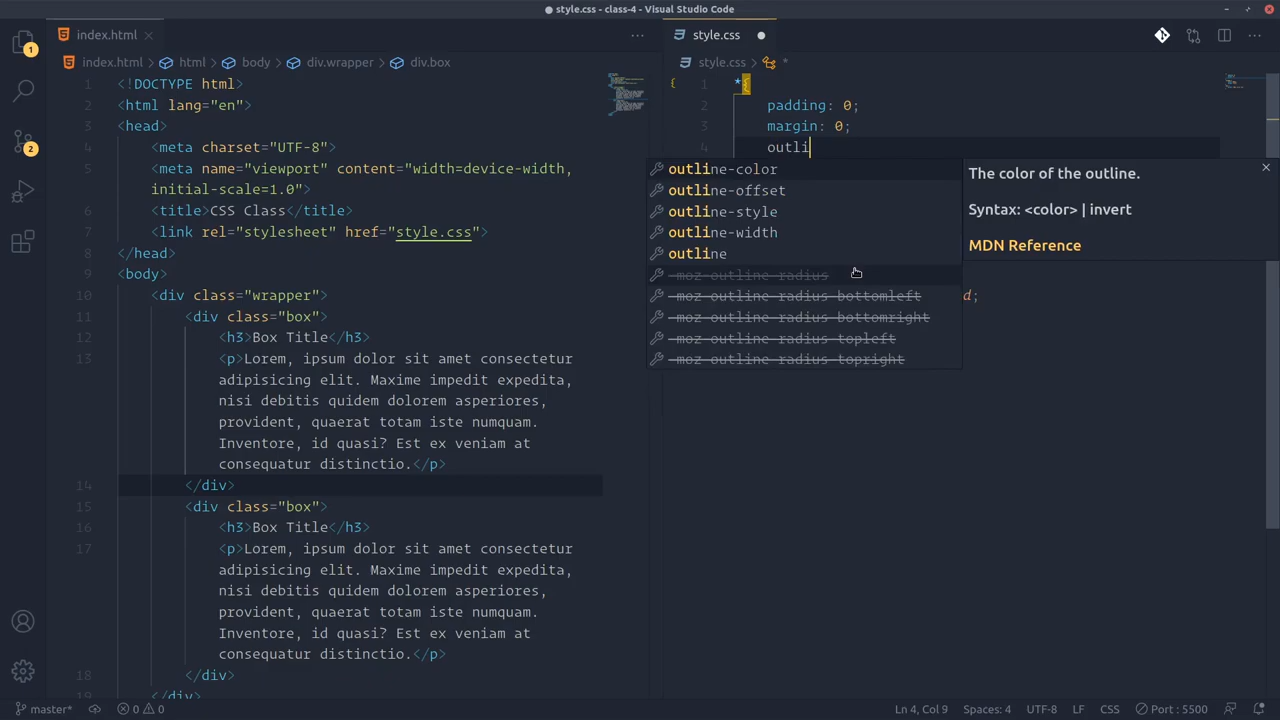 style.css - class-4 - Visual Studio Code
index.html
style.css
index.html > html > body > div.wrapper > div.box
style.css > *
1 <!DOCTYPE html>
2 <html lang="en">
3 <head>
4 <meta charset="UTF-8">
5 <meta name="viewport" content="width=device-width,
initial-scale=1.0">
6 <title>CSS Class</title>
7 <link rel="stylesheet" href="style.css">
8 </head>
9 <body>
10 <div class="wrapper">
11 <div class="box">
12 <h3>Box Title</h3>
13 <p>Lorem, ipsum dolor sit amet consectetur
adipisicing elit. Maxime impedit expedita,
nisi debitis quidem dolorem asperiores,
provident, quaerat totam iste numquam.
Inventore, id quasi? Est ex veniam at
consequatur distinctio.</p>
14 </div>
15 <div class="box">
16 <h3>Box Title</h3>
17 <p>Lorem, ipsum dolor sit amet consectetur
adipisicing elit. Maxime impedit expedita,
nisi debitis quidem dolorem asperiores,
provident, quaerat totam iste numquam.
Inventore, id quasi? Est ex veniam at
consequatur distinctio.</p>
18 </div>
19 </div>
{ 1 *{
2 padding: 0;
3 margin: 0;
4 outli
outline-color
outline-offset
outline-style
outline-width
outline
-moz-outline-radius
-moz-outline-radius-bottomleft
-moz-outline-radius-bottomright
-moz-outline-radius-topleft
-moz-outline-radius-topright
The color of the outline.
Syntax: <color> | invert
MDN Reference
d;
1
2
master*
0 0
Ln 4, Col 9
Spaces: 4
UTF-8
LF
CSS
Port : 5500